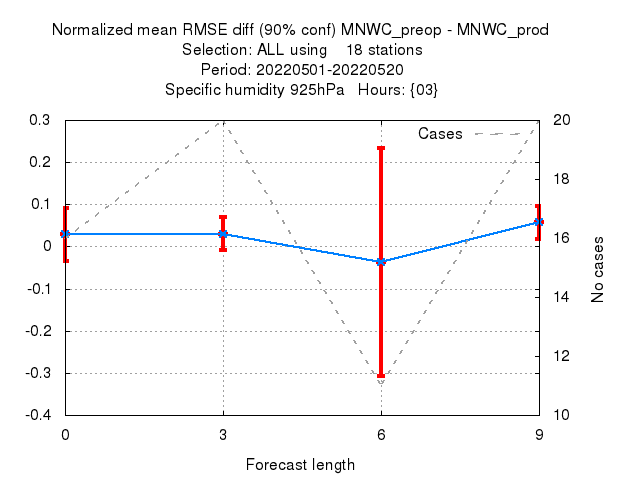 Normalized mean RMSE diff (90% conf) MNWC_preop - MNWC_prod
Selection: ALL using    18 stations
Period: 20220501-20220520
Specific humidity 925hPa   Hours: {03}
Cases
0.3
0.2
0.1
0
-0.1
-0.2
-0.3
-0.4
20
18
16
14
12
10
No cases
0 3 6 9
Forecast length